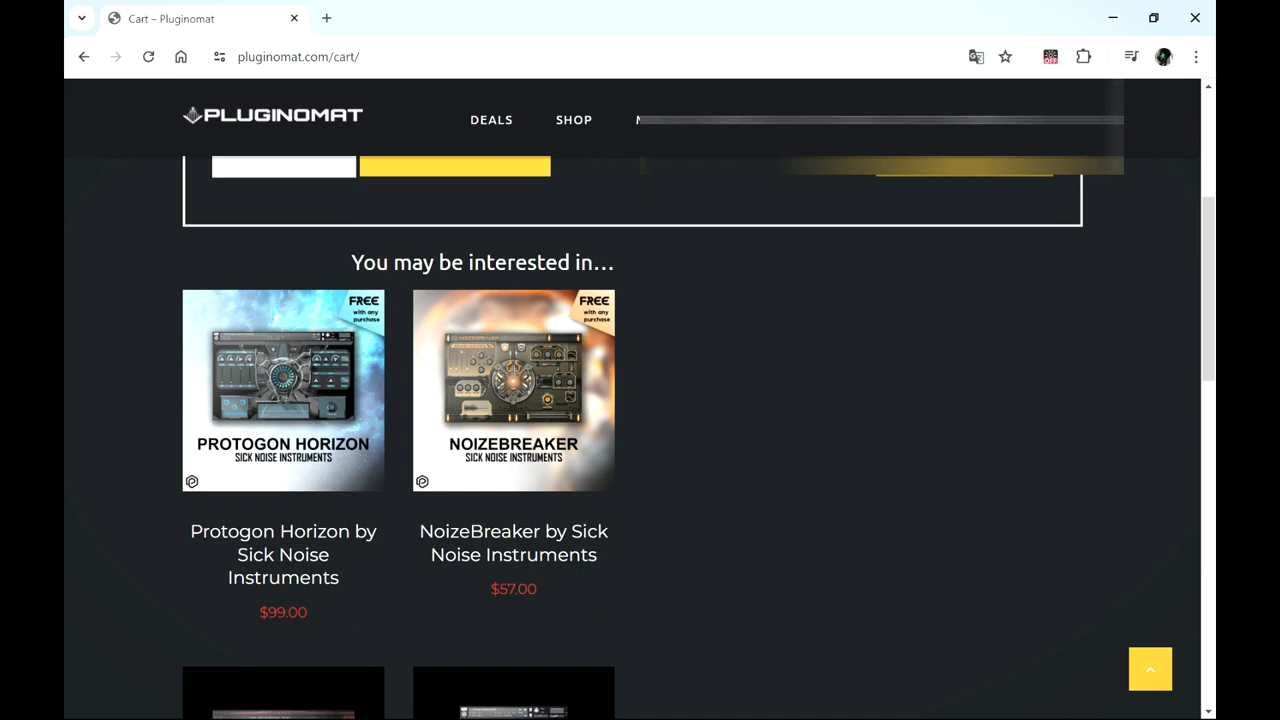 Cart – Pluginomat
pluginomat.com/cart/
OFF
PLUGINOMAT
DEALS
SHOP
You may be interested in...
FREE
with any
purchase
PROTOGON HORIZON
SICK NOISE INSTRUMENTS
FREE
with any
purchase
NOIZEBREAKER
SICK NOISE INSTRUMENTS
Protogon Horizon by
Sick Noise
Instruments
$99.00
NoizeBreaker by Sick
Noise Instruments
$57.00